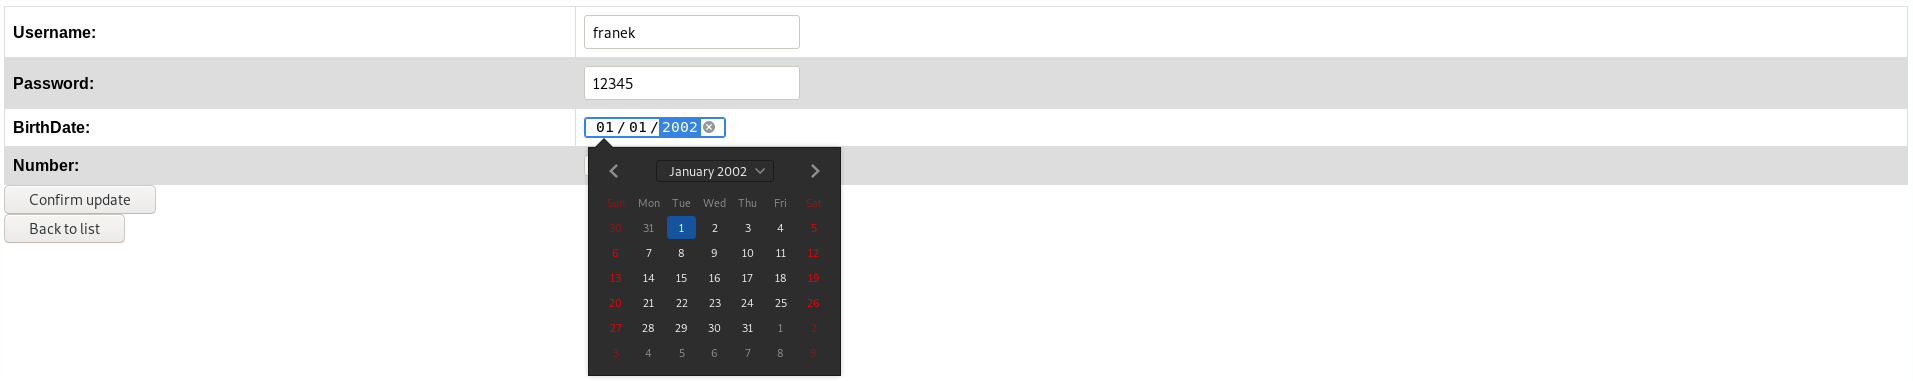 Username: franek
Password: 12345
BirthDate: 01/01/2002
Number:
January 2002
Sun Mon Tue Wed Thu Fri Sat
30 31 1 2 3 4 5
6 7 8 9 10 11 12
13 14 15 16 17 18 19
20 21 22 23 24 25 26
27 28 29 30 31 1 2
3 4 5 6 7 8 9
Confirm update
Back to list